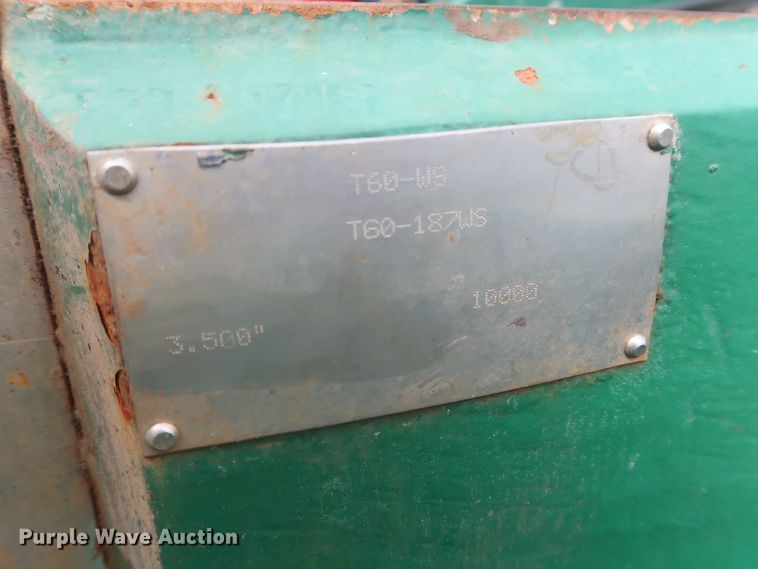 T60-WS
T60-187WS
10000
3.500"
Purple Wave Auction